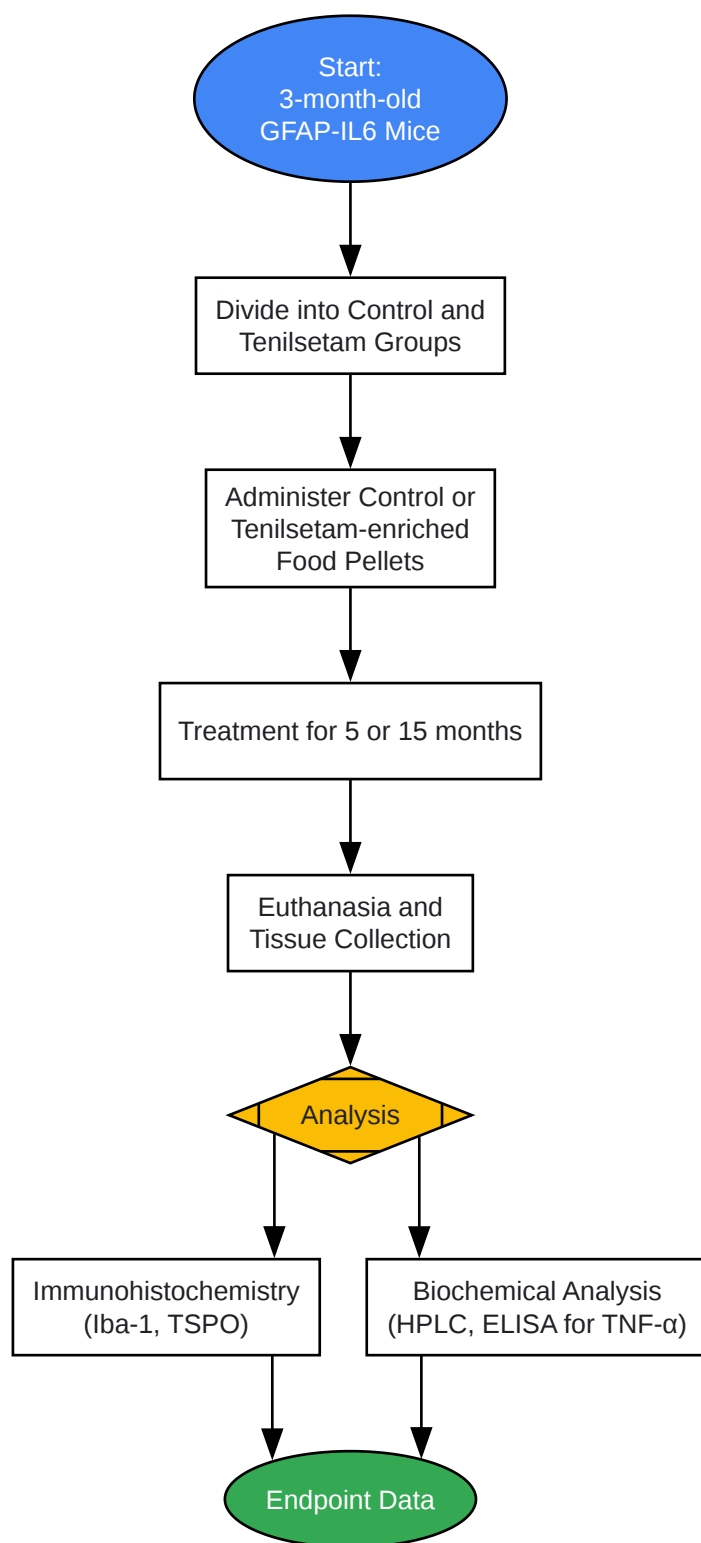 Start:
3-month-old
GFAP-IL6 Mice
Divide into Control and
Tenilsetam Groups
Administer Control or
Tenilsetam-enriched
Food Pellets
Treatment for 5 or 15 months
Euthanasia and
Tissue Collection
Analysis
Immunohistochemistry
(Iba-1, TSPO)
Biochemical Analysis
(HPLC, ELISA for TNF-α)
Endpoint Data